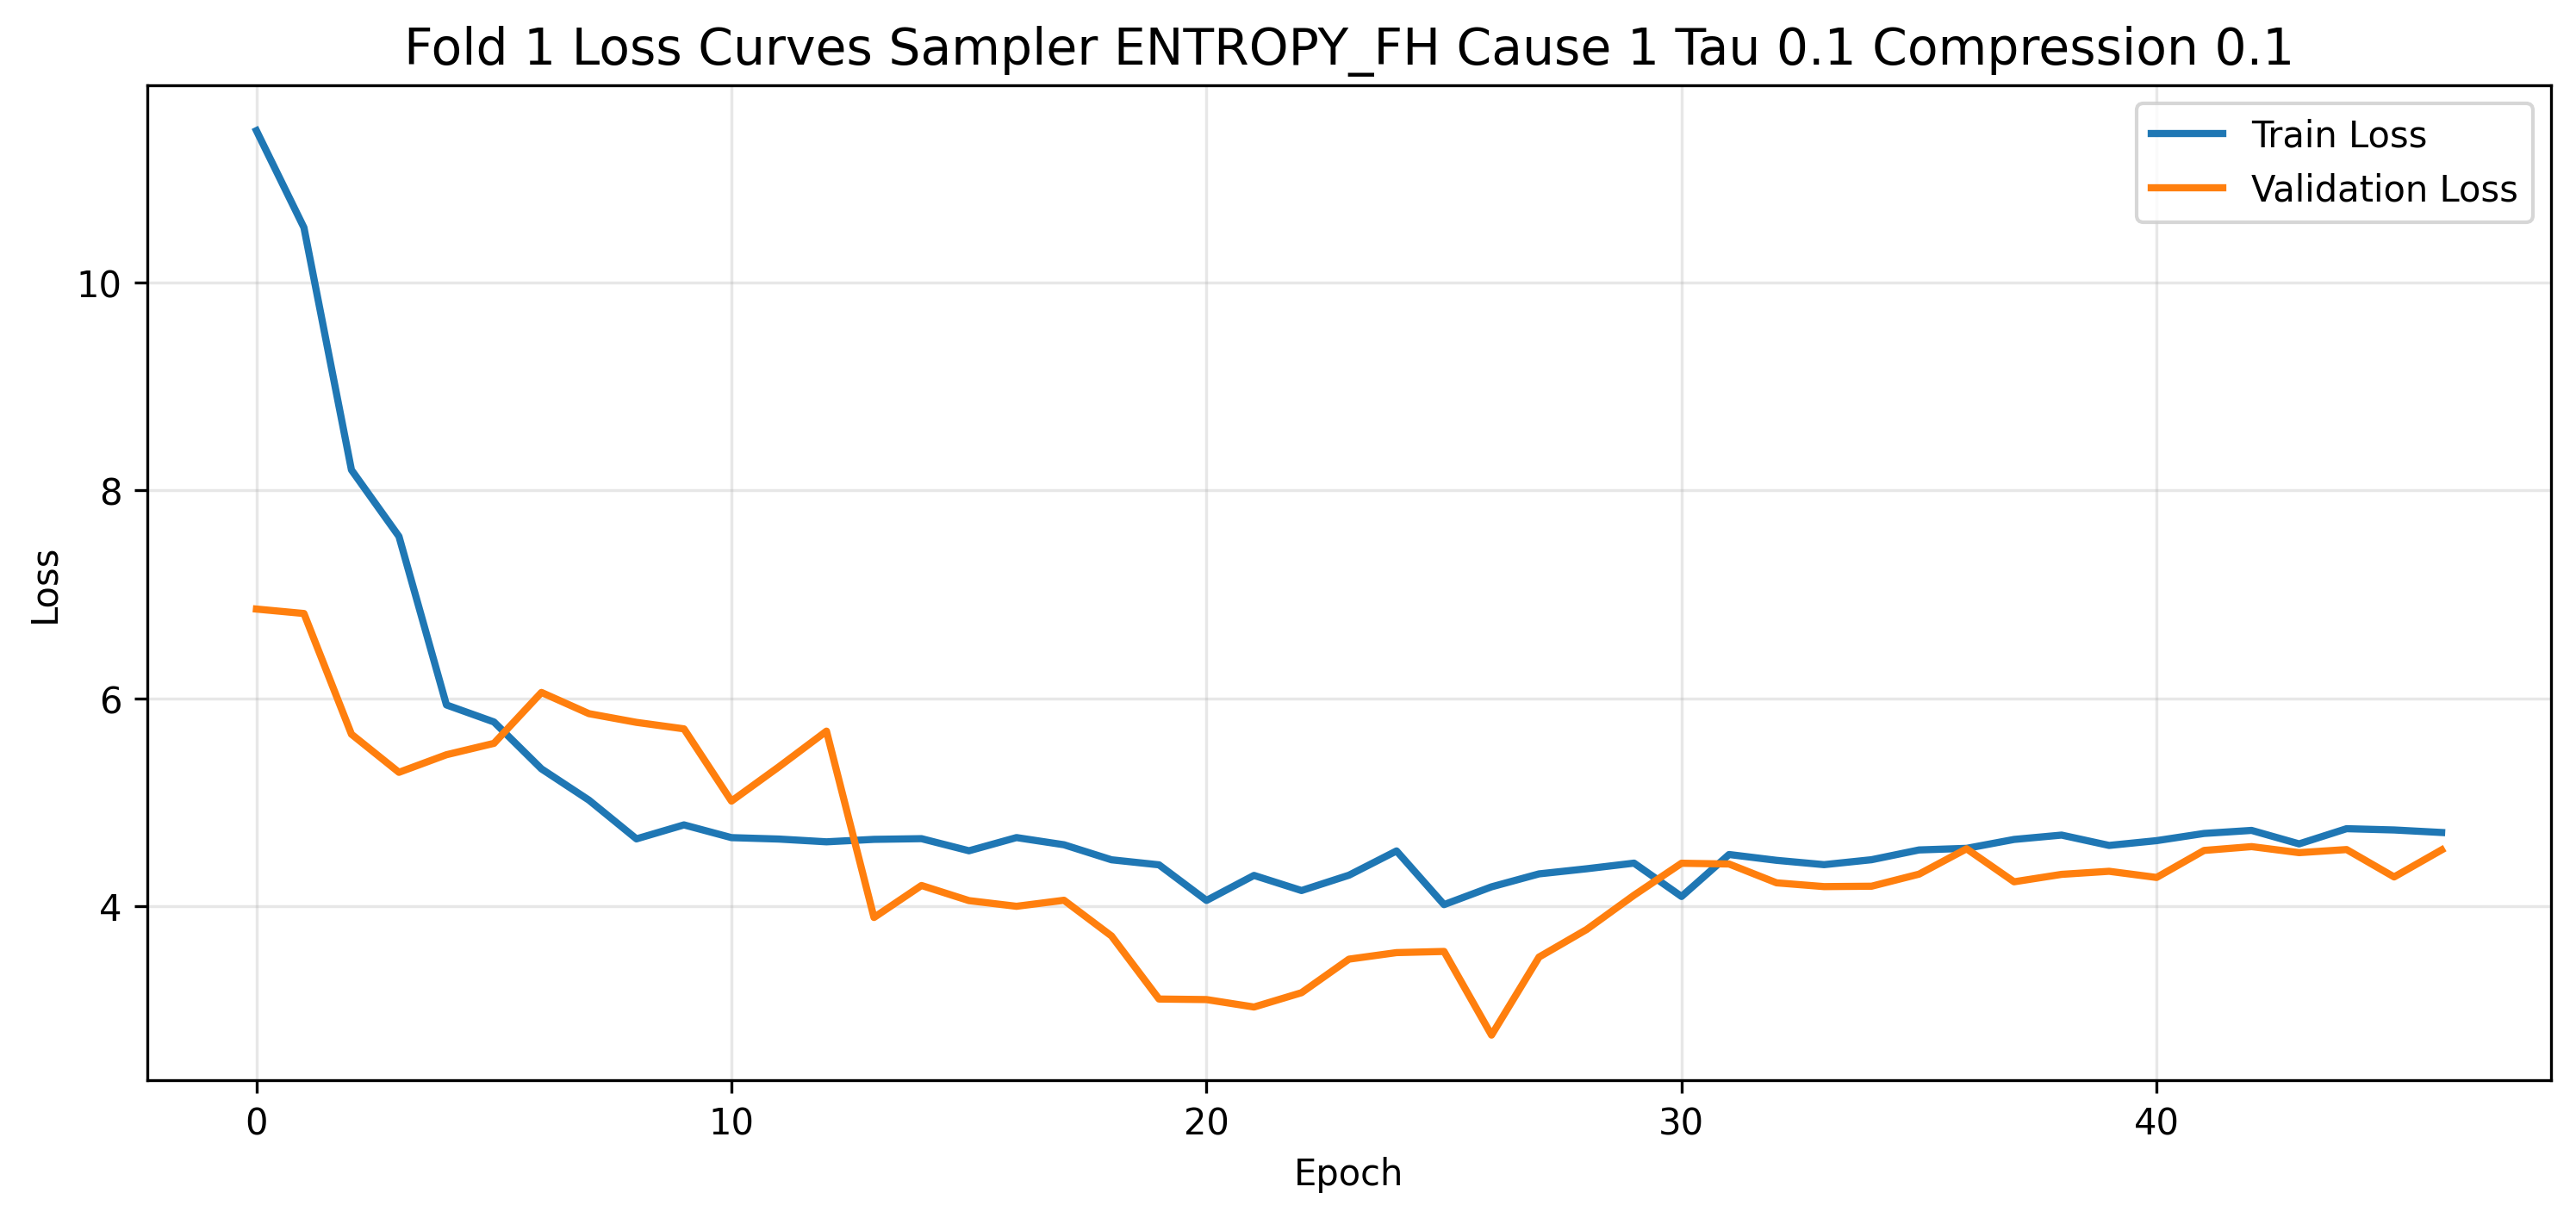 Fold 1 Loss Curves Sampler ENTROPY_FH Cause 1 Tau 0.1 Compression 0.1
Train Loss
Validation Loss
10
8
6
4
Loss
0 10 20 30 40
Epoch